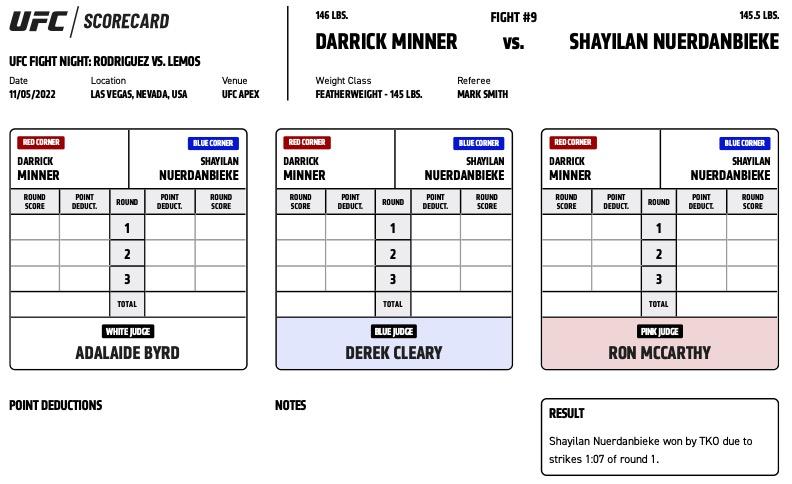 UFC SCORECARD
UFC FIGHT NIGHT: RODRIGUEZ VS. LEMOS
Date Location Venue
11/05/2022 LAS VEGAS, NEVADA, USA UFC APEX
146 LBS. FIGHT #9 145.5 LBS.
DARRICK MINNER vs. SHAYILAN NUERDANBIEKE
Weight Class Referee
FEATHERWEIGHT - 145 LBS. MARK SMITH
RED CORNER BLUE CORNER
DARRICK SHAYILAN
MINNER NUERDANBIEKE
ROUND POINT ROUND POINT ROUND
SCORE DEDUCT. DEDUCT. SCORE
1
2
3
TOTAL
WHITE JUDGE
ADALAIDE BYRD
RED CORNER BLUE CORNER
DARRICK SHAYILAN
MINNER NUERDANBIEKE
ROUND POINT ROUND POINT ROUND
SCORE DEDUCT. DEDUCT. SCORE
1
2
3
TOTAL
BLUE JUDGE
DEREK CLEARY
RED CORNER BLUE CORNER
DARRICK SHAYILAN
MINNER NUERDANBIEKE
ROUND POINT ROUND POINT ROUND
SCORE DEDUCT. DEDUCT. SCORE
1
2
3
TOTAL
PINK JUDGE
RON MCCARTHY
POINT DEDUCTIONS
NOTES
RESULT
Shayilan Nuerdanbieke won by TKO due to
strikes 1:07 of round 1.